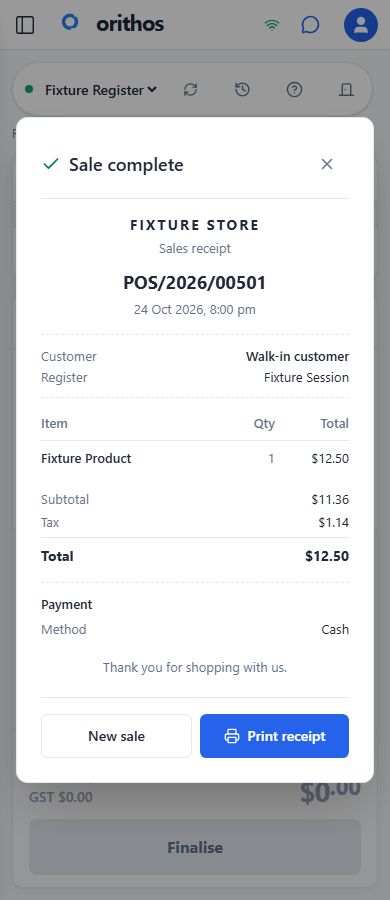 orithos
Fixture Register
Sale complete
FIXTURE STORE
Sales receipt
POS/2026/00501
24 Oct 2026, 8:00 pm
Customer Walk-in customer
Register Fixture Session
Item Qty Total
Fixture Product 1 $12.50
Subtotal $11.36
Tax $1.14
Total $12.50
Payment
Method Cash
Thank you for shopping with us.
New sale Print receipt
GST $0.00 $0.00
Finalise